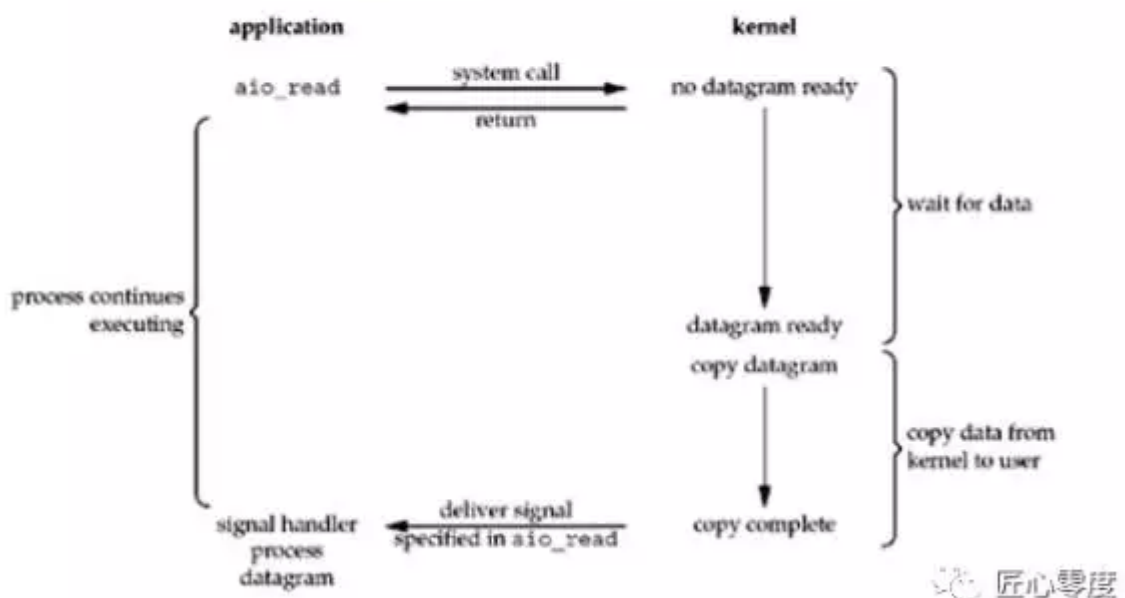 application
kernel
aio_read
system call
no datagram ready
return
wait for data
process continues
executing
datagram ready
copy datagram
copy data from
kernel to user
deliver signal
signal handler
specified in aio_read
copy complete
process
datagram
匠心零度